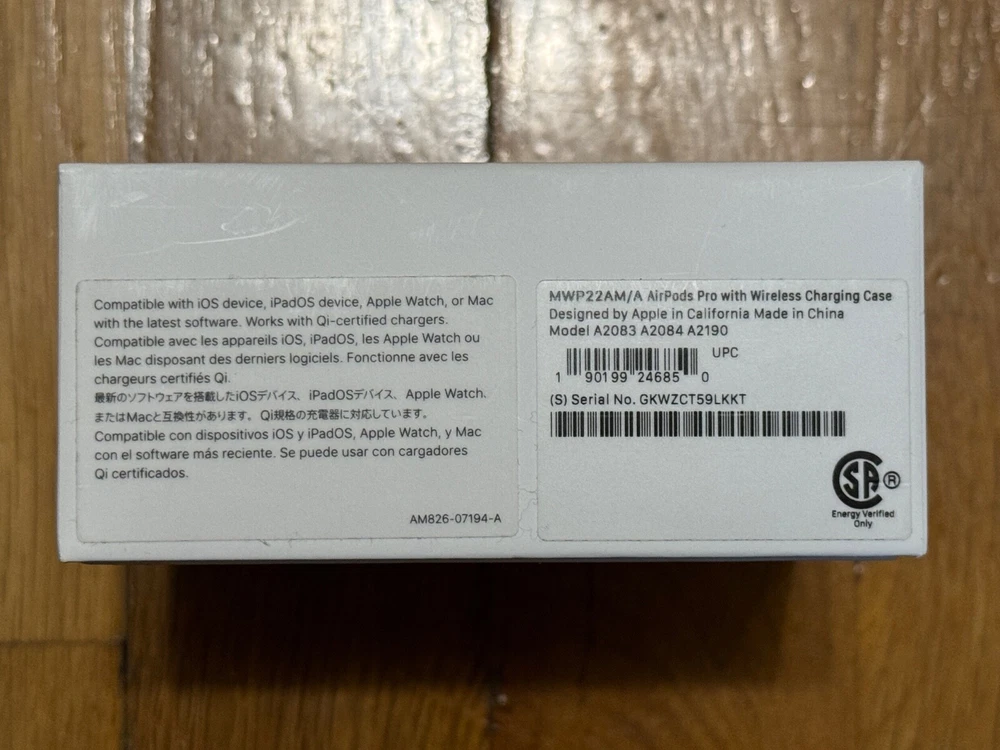 Compatible with iOS device, iPadOS device, Apple Watch, or Mac
with the latest software. Works with Qi-certified chargers.
Compatible avec les appareils iOS, iPadOS, les Apple Watch ou
les Mac disposant des derniers logiciels. Fonctionne avec les
chargeurs certifiés Qi.
最新のソフトウェアを搭載したiOSデバイス、iPadOSデバイス、Apple Watch、
またはMacと互換性があります。Qi規格の充電器に対応しています。
Compatible con dispositivos iOS y iPadOS, Apple Watch, y Mac
con el software más reciente. Se puede usar con cargadores
Qi certificados.
AM826-07194-A
MWP22AM/A AirPods Pro with Wireless Charging Case
Designed by Apple in California Made in China
Model A2083 A2084 A2190
UPC
1 90199 24685 0
(S) Serial No. GKWZCT59LKKT
SA ®
Energy Verified
Only